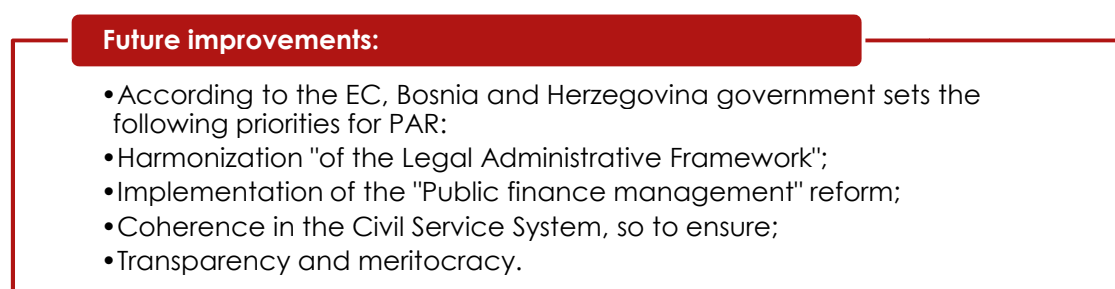 Future improvements:
•According to the EC, Bosnia and Herzegovina government sets the
following priorities for PAR:
•Harmonization "of the Legal Administrative Framework";
•Implementation of the "Public finance management" reform;
•Coherence in the Civil Service System, so to ensure;
•Transparency and meritocracy.